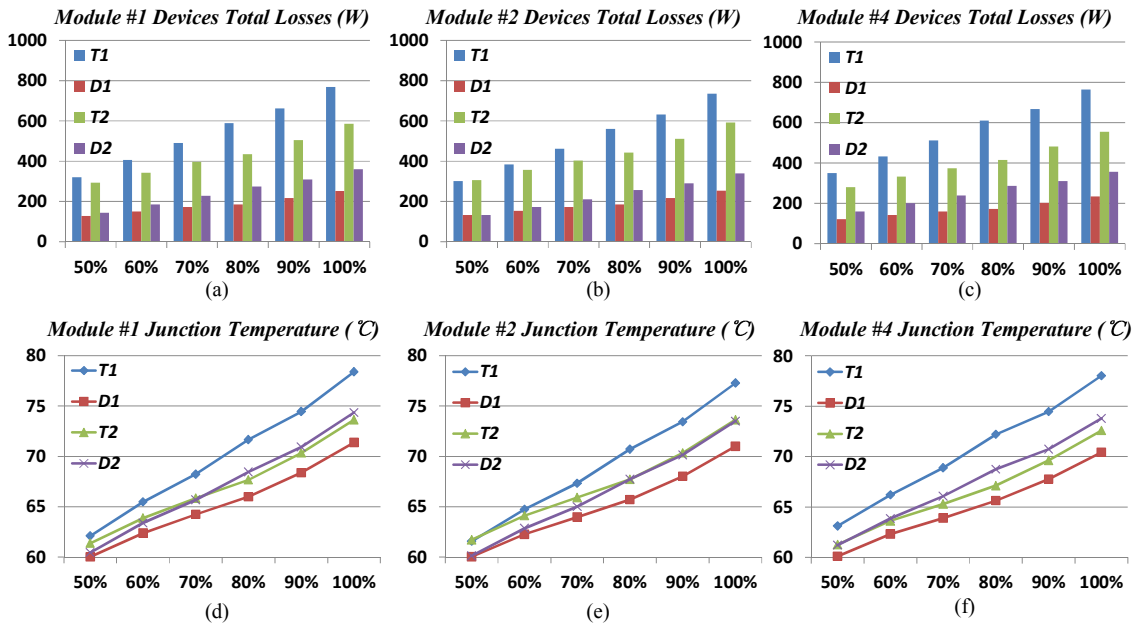 Module #1 Devices Total Losses (W)
1000
800
600
400
200
0
T1
D1
T2
D2
50% 60% 70% 80% 90% 100%
(a)
Module #2 Devices Total Losses (W)
1000
800
600
400
200
0
T1
D1
T2
D2
50% 60% 70% 80% 90% 100%
(b)
Module #4 Devices Total Losses (W)
1000
800
600
400
200
0
T1
D1
T2
D2
50% 60% 70% 80% 90% 100%
(c)
Module #1 Junction Temperature (℃)
80
75
70
65
60
T1
D1
T2
D2
50% 60% 70% 80% 90% 100%
(d)
Module #2 Junction Temperature (℃)
80
75
70
65
60
T1
D1
T2
D2
50% 60% 70% 80% 90% 100%
(e)
Module #4 Junction Temperature (℃)
80
75
70
65
60
T1
D1
T2
D2
50% 60% 70% 80% 90% 100%
(f)